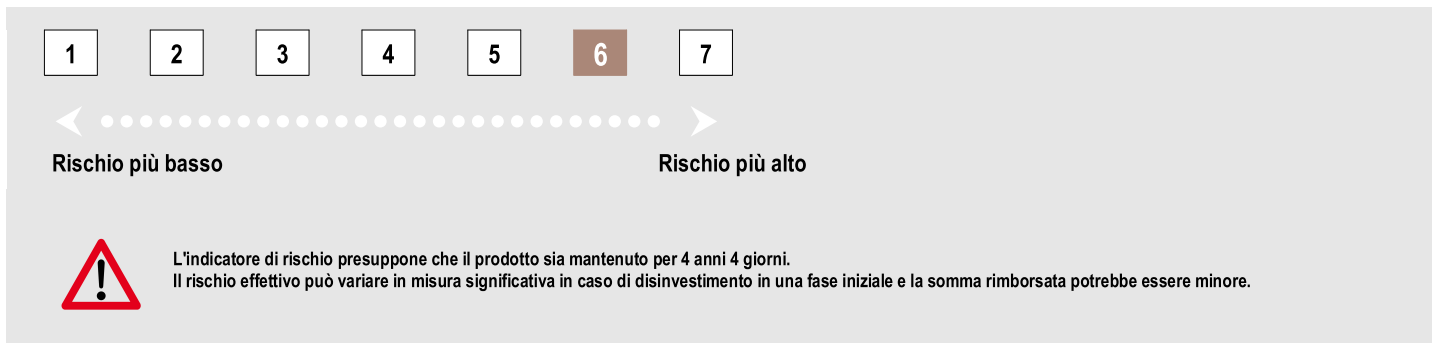 1 2 3 4 5 6 7
Rischio più basso Rischio più alto
L'indicatore di rischio presuppone che il prodotto sia mantenuto per 4 anni 4 giorni.
Il rischio effettivo può variare in misura significativa in caso di disinvestimento in una fase iniziale e la somma rimborsata potrebbe essere minore.